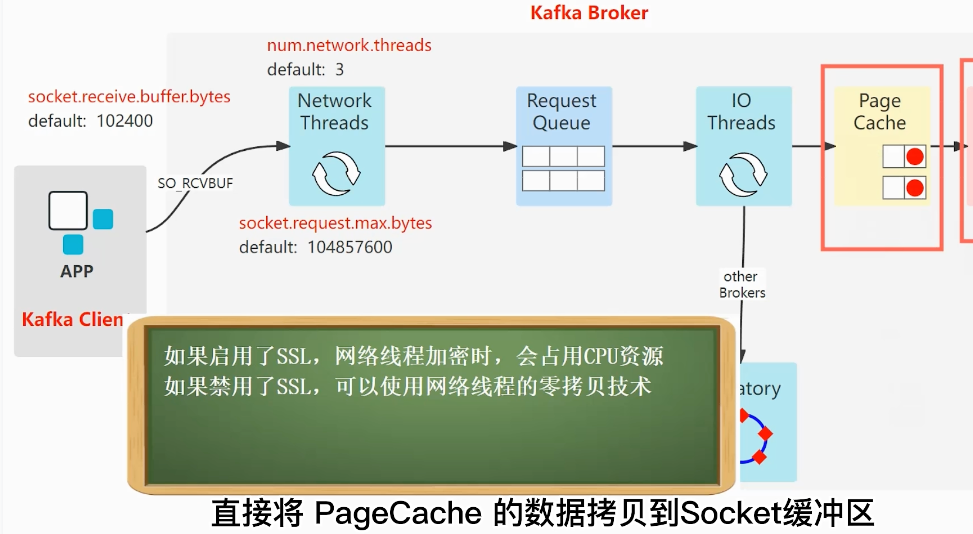 Kafka Broker
num.network.threads
default: 3
socket.receive.buffer.bytes
default: 102400
Network
Threads
Request
Queue
IO
Threads
Page
Cache
SO_RCVBUF
socket.request.max.bytes
default: 104857600
APP
other
Brokers
Kafka Clien
如果启用了SSL，网络线程加密时，会占用CPU资源
如果禁用了SSL，可以使用网络线程的零拷贝技术
atory
直接将 PageCache 的数据拷贝到Socket缓冲区